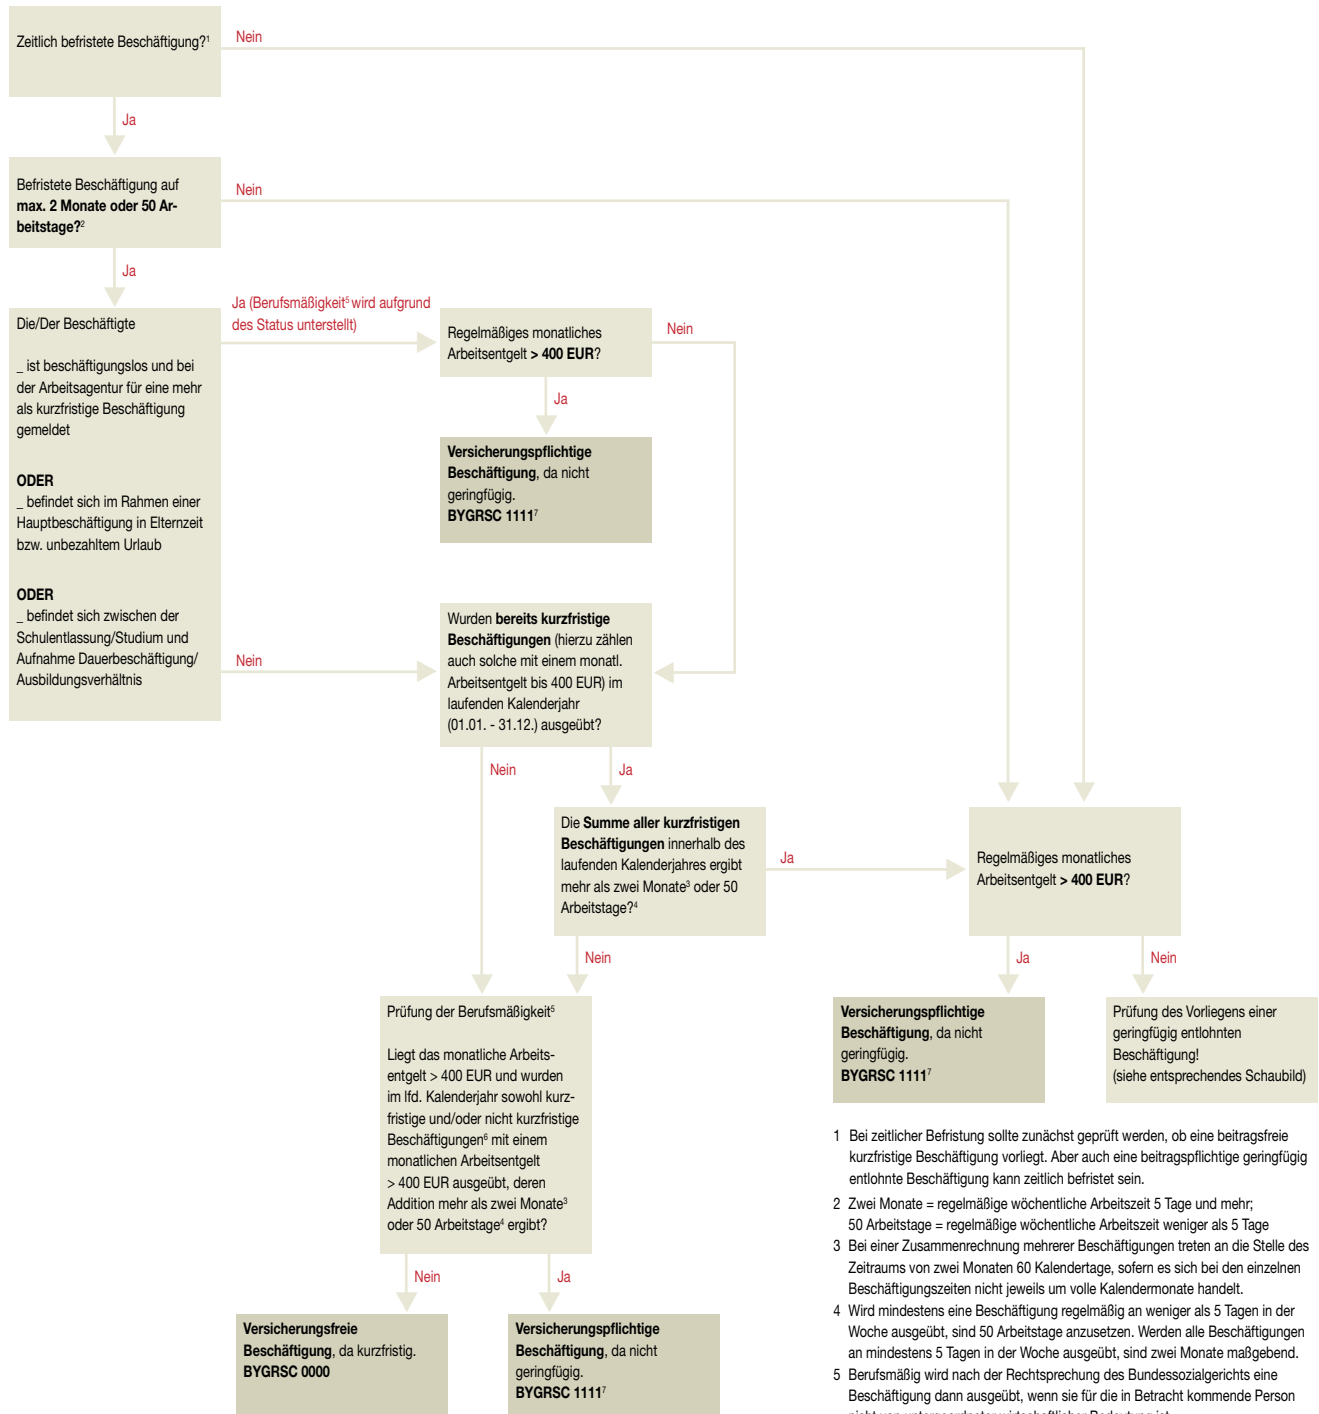 Zeitlich befristete Beschäftigung?¹
Nein
Ja
Befristete Beschäftigung auf
max. 2 Monate oder 50 Ar-
beitstage?²
Nein
Ja
Die/Der Beschäftigte
_ ist beschäftigungslos und bei
der Arbeitsagentur für eine mehr
als kurzfristige Beschäftigung
gemeldet
ODER
_ befindet sich im Rahmen einer
Hauptbeschäftigung in Elternzeit
bzw. unbezahltem Urlaub
ODER
_ befindet sich zwischen der
Schulentlassung/Studium und
Aufnahme Dauerbeschäftigung/
Ausbildungsverhältnis
Ja (Berufsmäßigkeit⁵ wird aufgrund
des Status unterstellt)
Nein
Regelmäßiges monatliches
Arbeitsentgelt > 400 EUR?
Nein
Ja
Versicherungspflichtige
Beschäftigung, da nicht
geringfügig.
BYGRSC 1111⁷
Wurden bereits kurzfristige
Beschäftigungen (hierzu zählen
auch solche mit einem monatl.
Arbeitsentgelt bis 400 EUR) im
laufenden Kalenderjahr
(01.01. - 31.12.) ausgeübt?
Nein
Ja
Die Summe aller kurzfristigen
Beschäftigungen innerhalb des
laufenden Kalenderjahres ergibt
mehr als zwei Monate³ oder 50
Arbeitstage?⁴
Ja
Nein
Regelmäßiges monatliches
Arbeitsentgelt > 400 EUR?
Ja
Nein
Prüfung der Berufsmäßigkeit⁵
Liegt das monatliche Arbeits-
entgelt > 400 EUR und wurden
im lfd. Kalenderjahr sowohl kurz-
fristige und/oder nicht kurzfristige
Beschäftigungen⁶ mit einem
monatlichen Arbeitsentgelt
> 400 EUR ausgeübt, deren
Addition mehr als zwei Monate³
oder 50 Arbeitstage⁴ ergibt?
Nein
Ja
Versicherungsfreie
Beschäftigung, da kurzfristig.
BYGRSC 0000
Versicherungspflichtige
Beschäftigung, da nicht
geringfügig.
BYGRSC 1111⁷
Versicherungspflichtige
Beschäftigung, da nicht
geringfügig.
BYGRSC 1111⁷
Prüfung des Vorliegens einer
geringfügig entlohnten
Beschäftigung!
(siehe entsprechendes Schaubild)
1 Bei zeitlicher Befristung sollte zunächst geprüft werden, ob eine beitragsfreie
kurzfristige Beschäftigung vorliegt. Aber auch eine beitragspflichtige geringfügig
entlohnte Beschäftigung kann zeitlich befristet sein.
2 Zwei Monate = regelmäßige wöchentliche Arbeitszeit 5 Tage und mehr;
50 Arbeitstage = regelmäßige wöchentliche Arbeitszeit weniger als 5 Tage
3 Bei einer Zusammenrechnung mehrerer Beschäftigungen treten an die Stelle des
Zeitraums von zwei Monaten 60 Kalendertage, sofern es sich bei den einzelnen
Beschäftigungszeiten nicht jeweils um volle Kalendermonate handelt.
4 Wird mindestens eine Beschäftigung regelmäßig an weniger als 5 Tagen in der
Woche ausgeübt, sind 50 Arbeitstage anzusetzen. Werden alle Beschäftigungen
an mindestens 5 Tagen in der Woche ausgeübt, sind zwei Monate maßgebend.
5 Berufsmäßig wird nach der Rechtsprechung des Bundessozialgerichts eine
Beschäftigung dann ausgeübt, wenn sie für die in Betracht kommende Person
nicht von untergeordneter wirtschaftlicher Bedeutung ist.